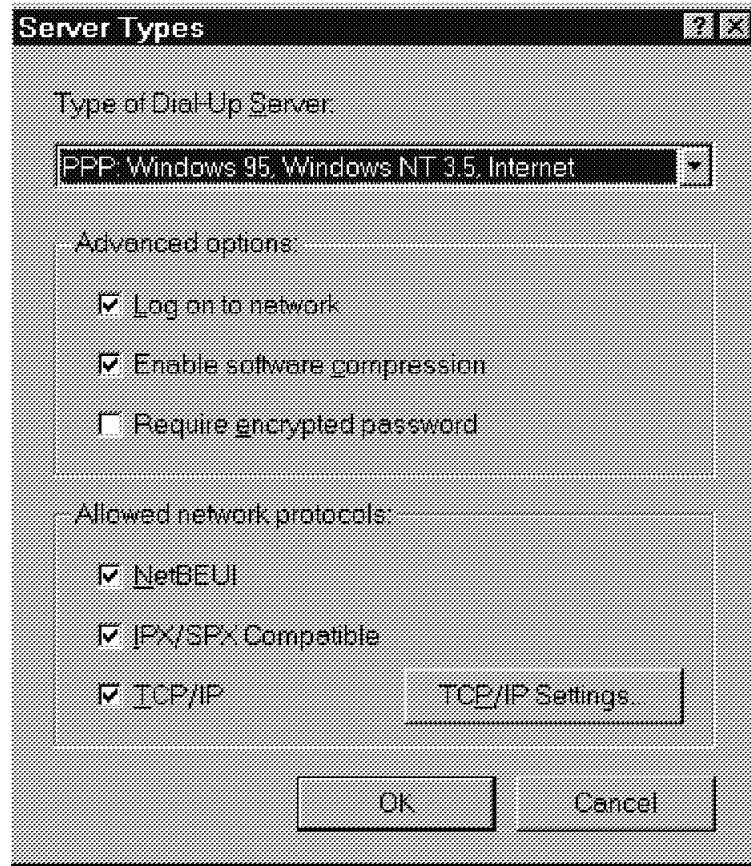 Server Types
Type of Dial-Up Server:
PPP: Windows 95, Windows NT 3.5, Internet
Advanced options:
Log on to network
Enable software compression
Require encrypted password
Allowed network protocols:
NetBEUI
IPX/SPX Compatible
TCP/IP
TCP/IP Settings...
OK
Cancel